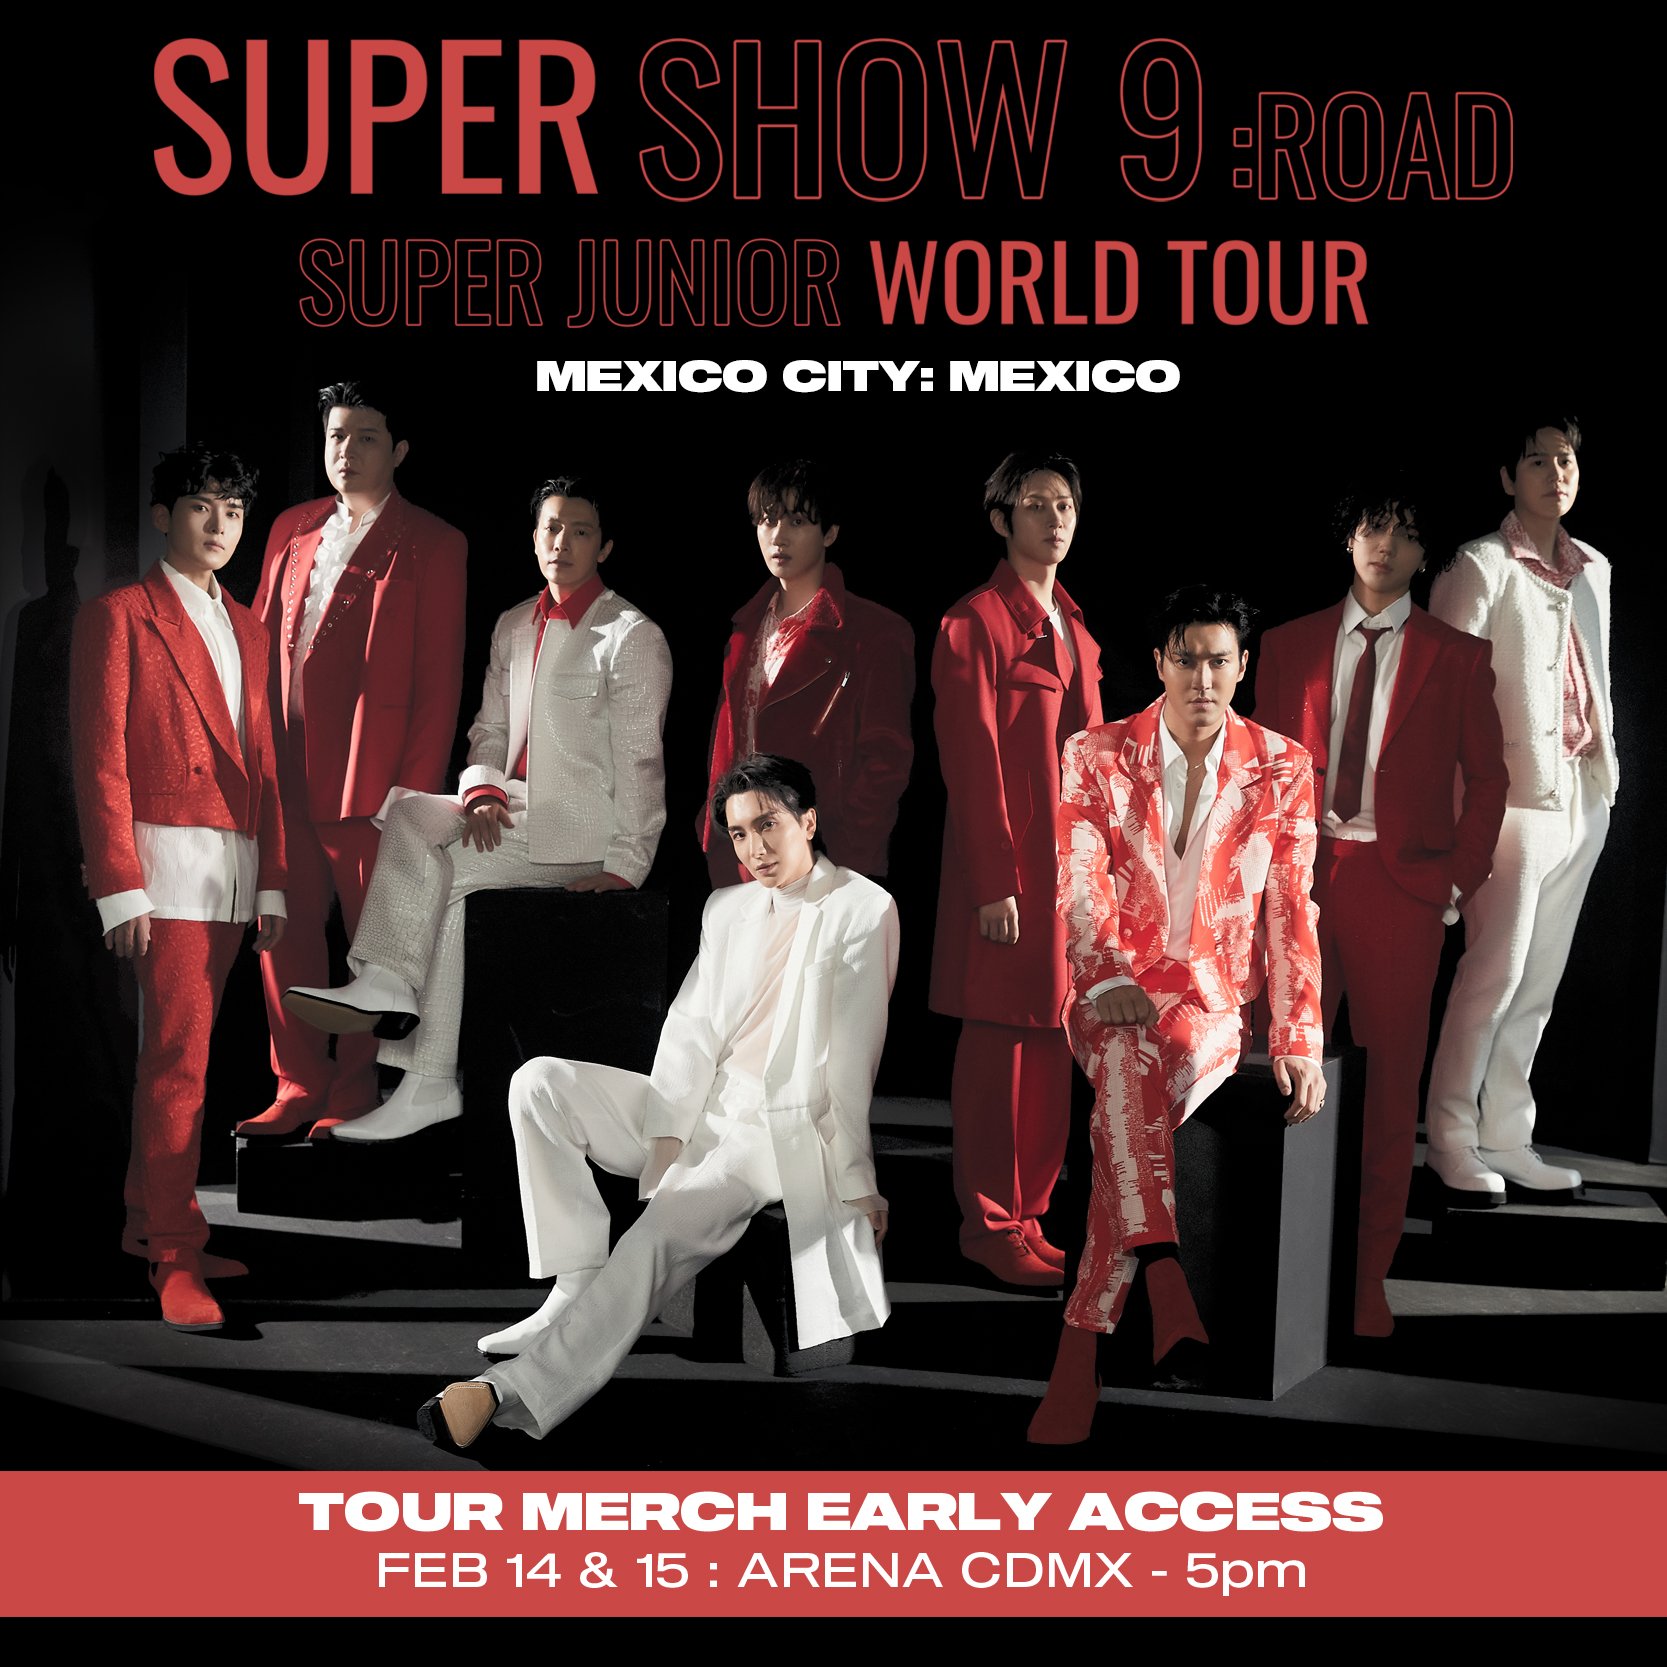 SUPER SHOW 9 :ROAD
SUPER JUNIOR WORLD TOUR
MEXICO CITY: MEXICO
TOUR MERCH EARLY ACCESS
FEB 14 & 15 : ARENA CDMX - 5pm